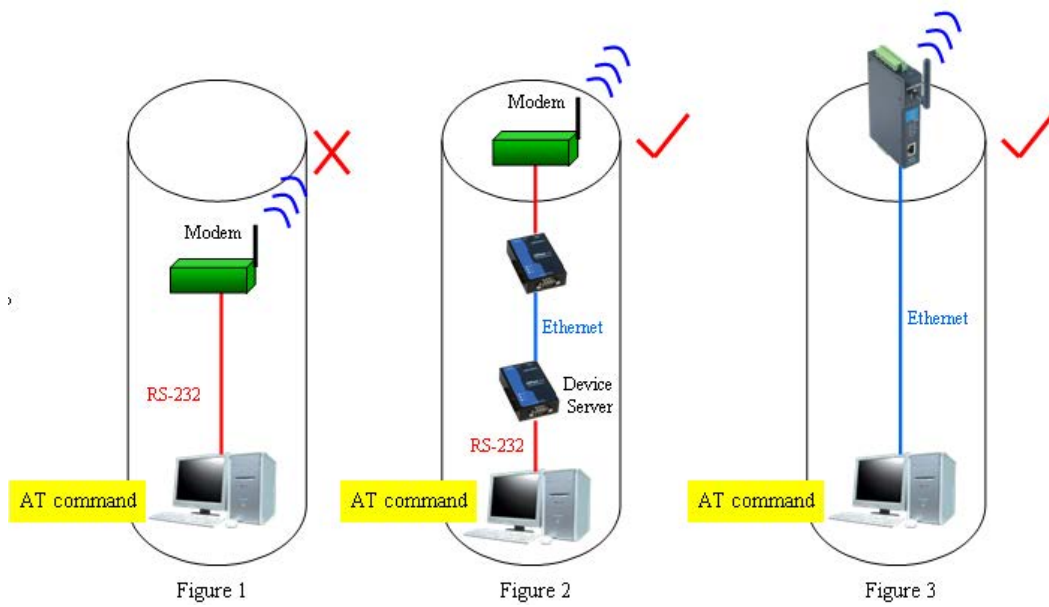 Modem
RS-232
AT command
Figure 1
Modem
Ethernet
Device
Server
RS-232
AT command
Figure 2
Ethernet
AT command
Figure 3